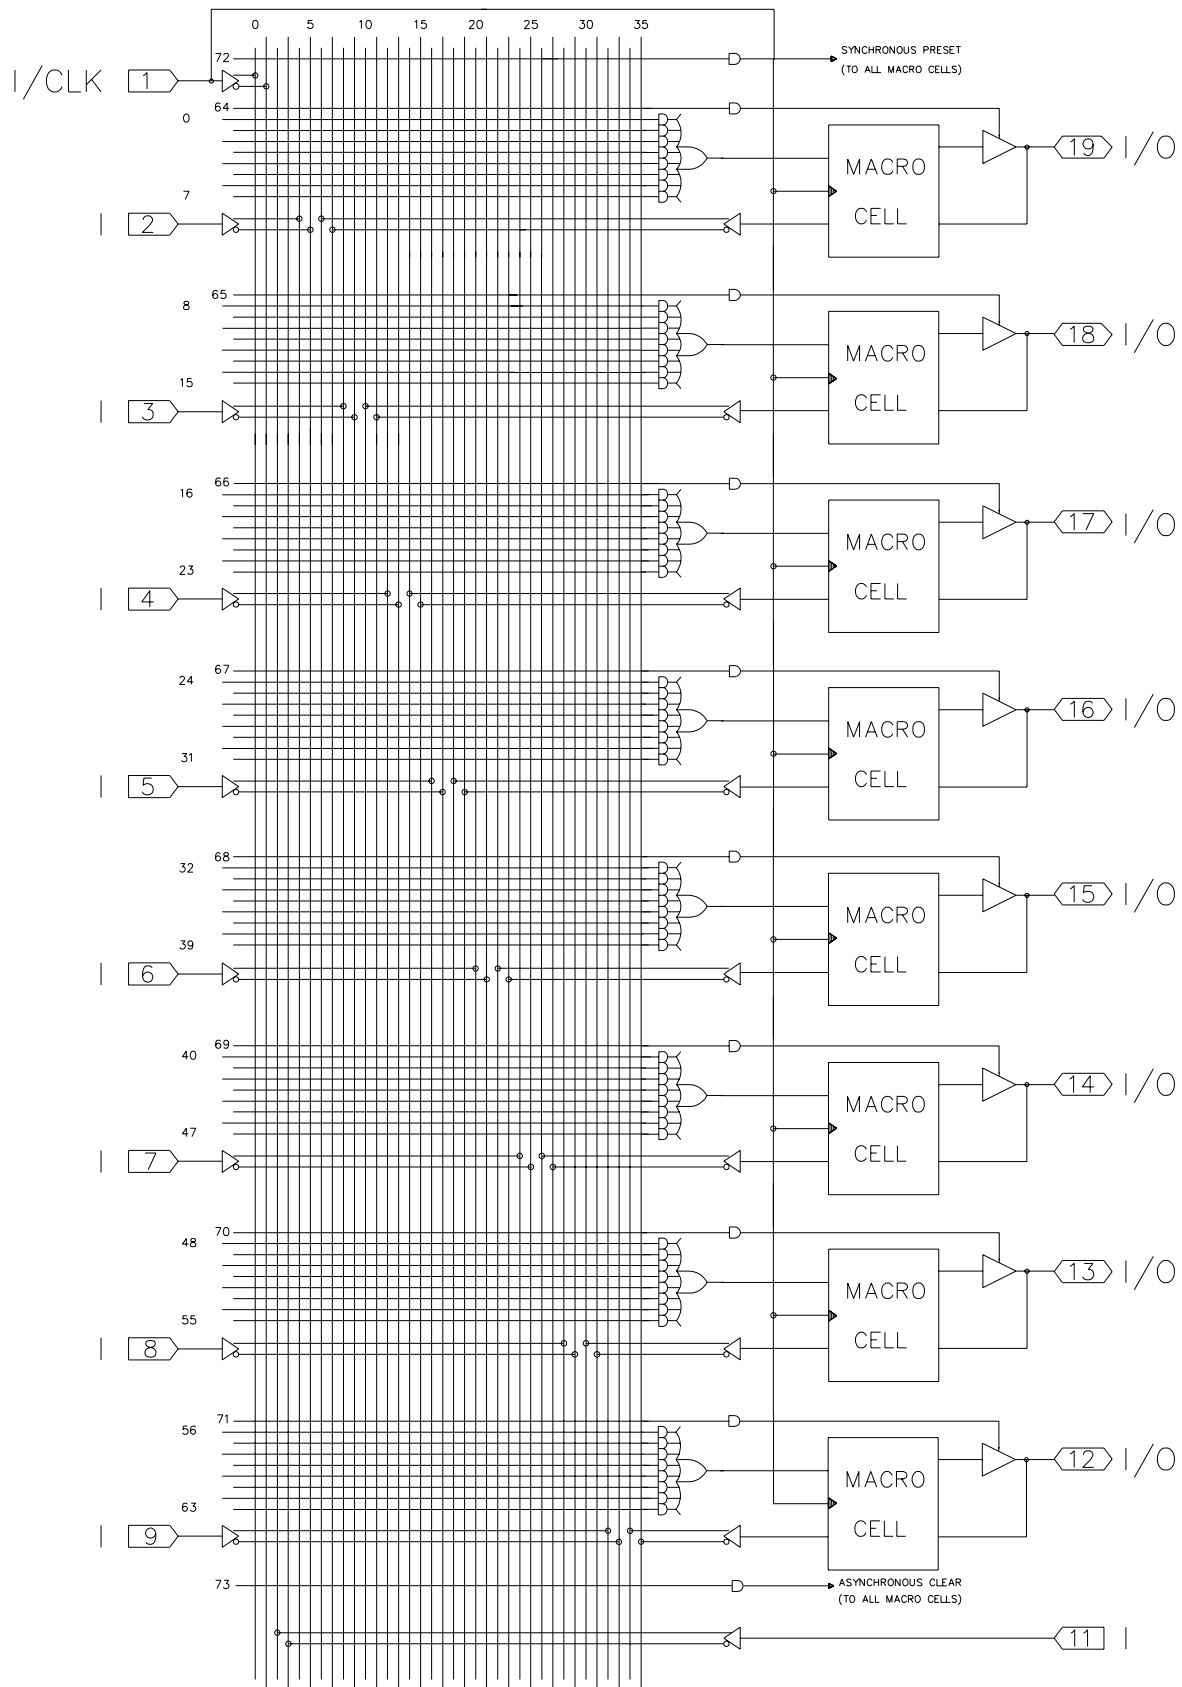 0 5 10 15 20 25 30 35
72 SYNCHRONOUS PRESET
(TO ALL MACRO CELLS)
I/CLK 1
64
0
19 I/O
MACRO
7
CELL
I 2
65
8
18 I/O
MACRO
15
CELL
I 3
66
16
17 I/O
MACRO
23
CELL
I 4
67
24
16 I/O
MACRO
31
CELL
I 5
68
32
15 I/O
MACRO
39
CELL
I 6
69
40
14 I/O
MACRO
47
CELL
I 7
70
48
13 I/O
MACRO
55
CELL
I 8
71
56
12 I/O
MACRO
63
CELL
I 9
73 ASYNCHRONOUS CLEAR
(TO ALL MACRO CELLS)
11 I